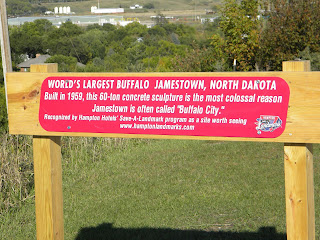 WORLD'S LARGEST BUFFALO JAMESTOWN, NORTH DAKOTA
Built in 1959, this 60-ton concrete sculpture is the most colossal reason
Jamestown is often called "Buffalo City."
Recognized by Hampton Hotels' Save-A-Landmark program as a site worth seeing
www.hamptonlandmarks.com